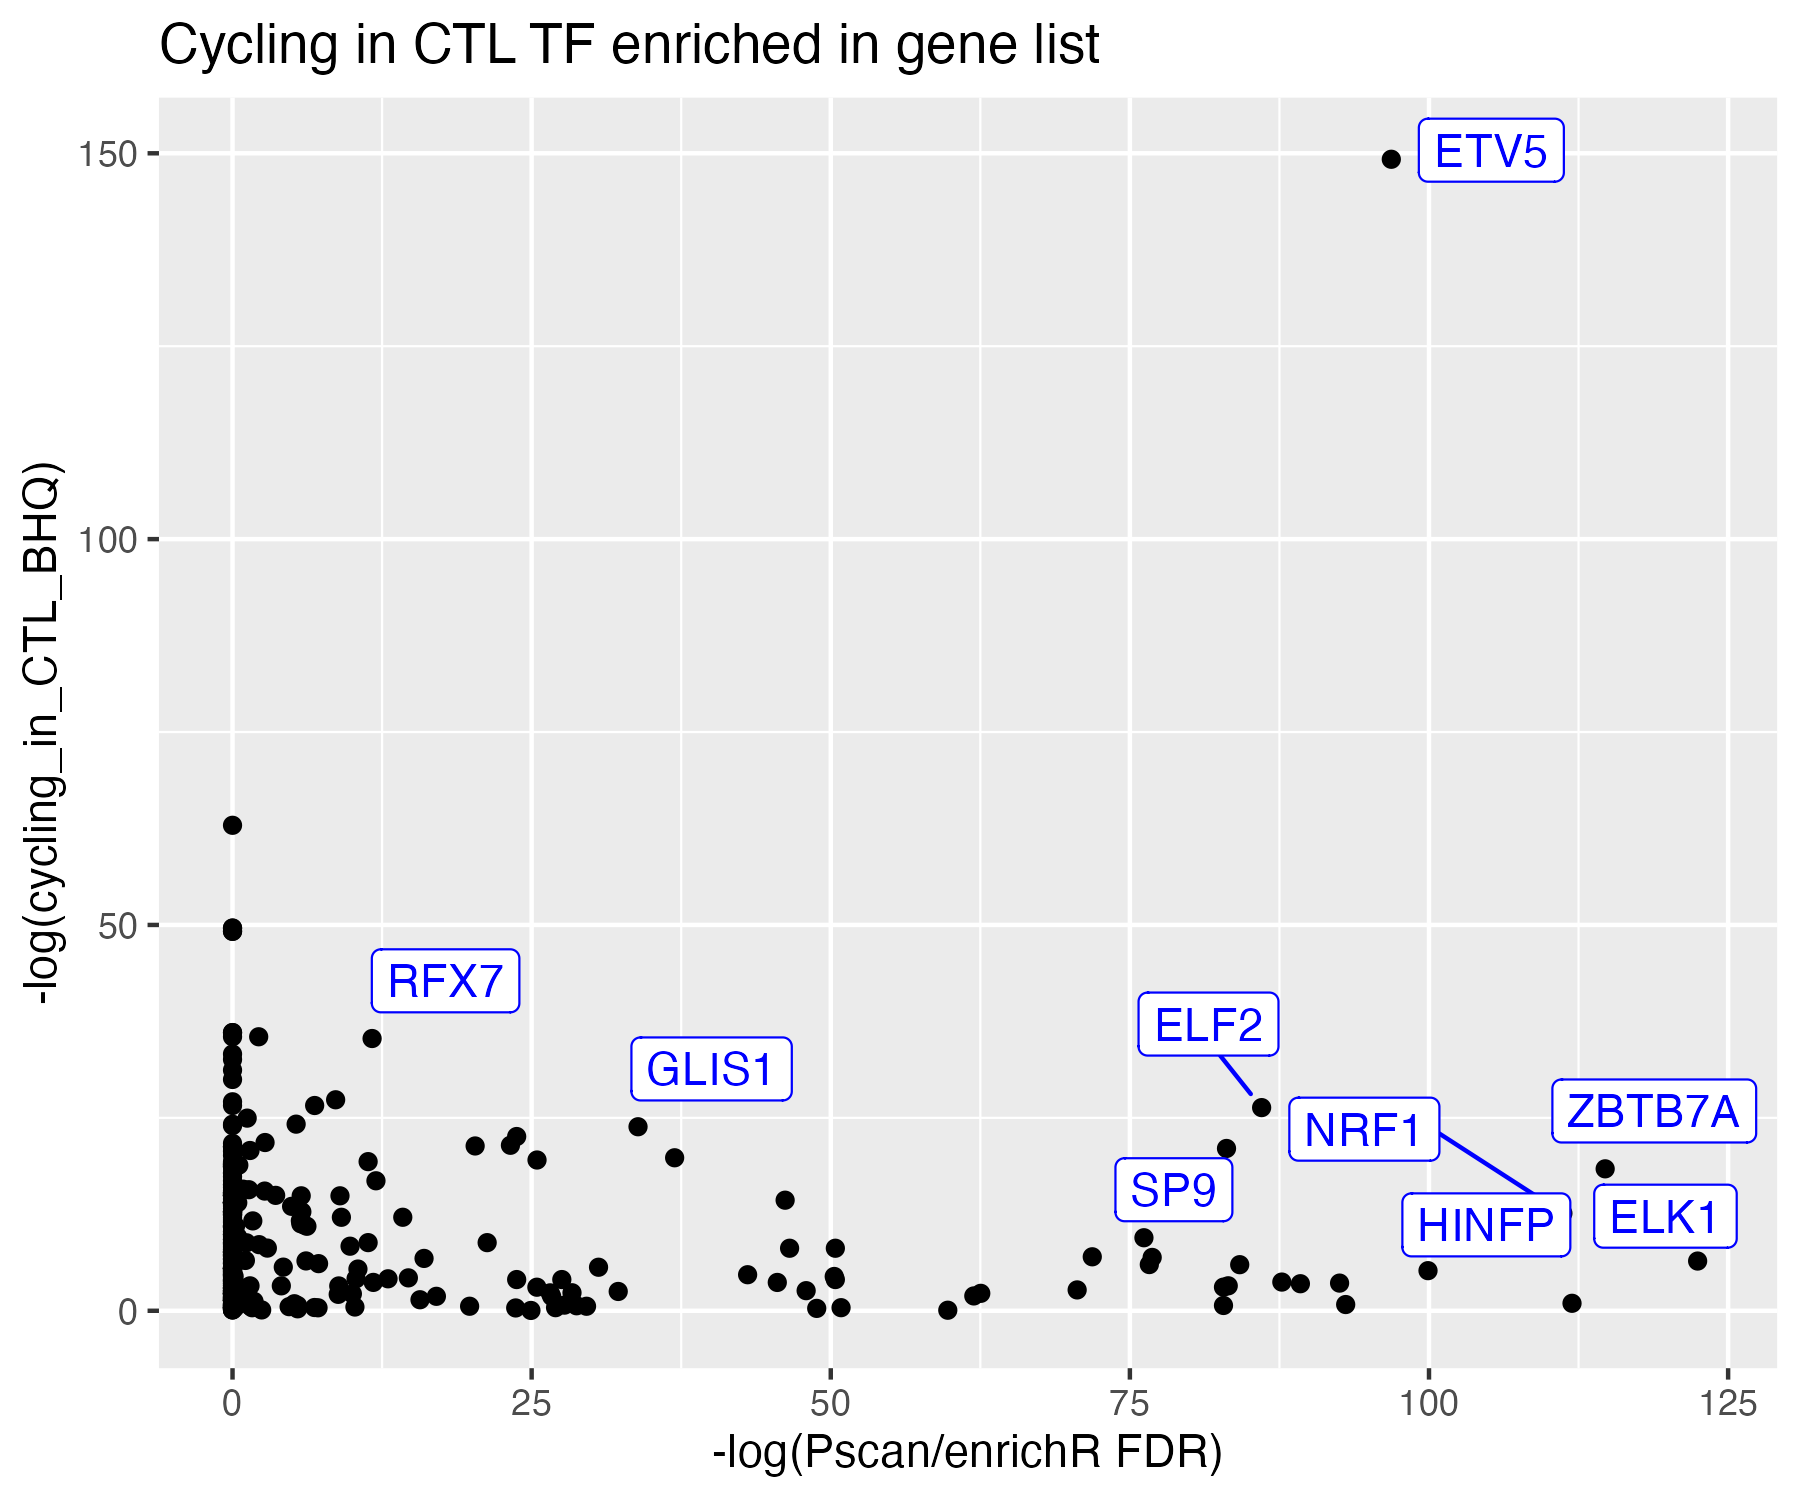 Cycling in CTL TF enriched in gene list
-log(cycling_in_CTL_BHQ)
150
100
50
0
ETV5
RFX7
GLIS1
ELF2
NRF1
ZBTB7A
SP9
HINFP
ELK1
0 25 50 75 100 125
-log(Pscan/enrichR FDR)